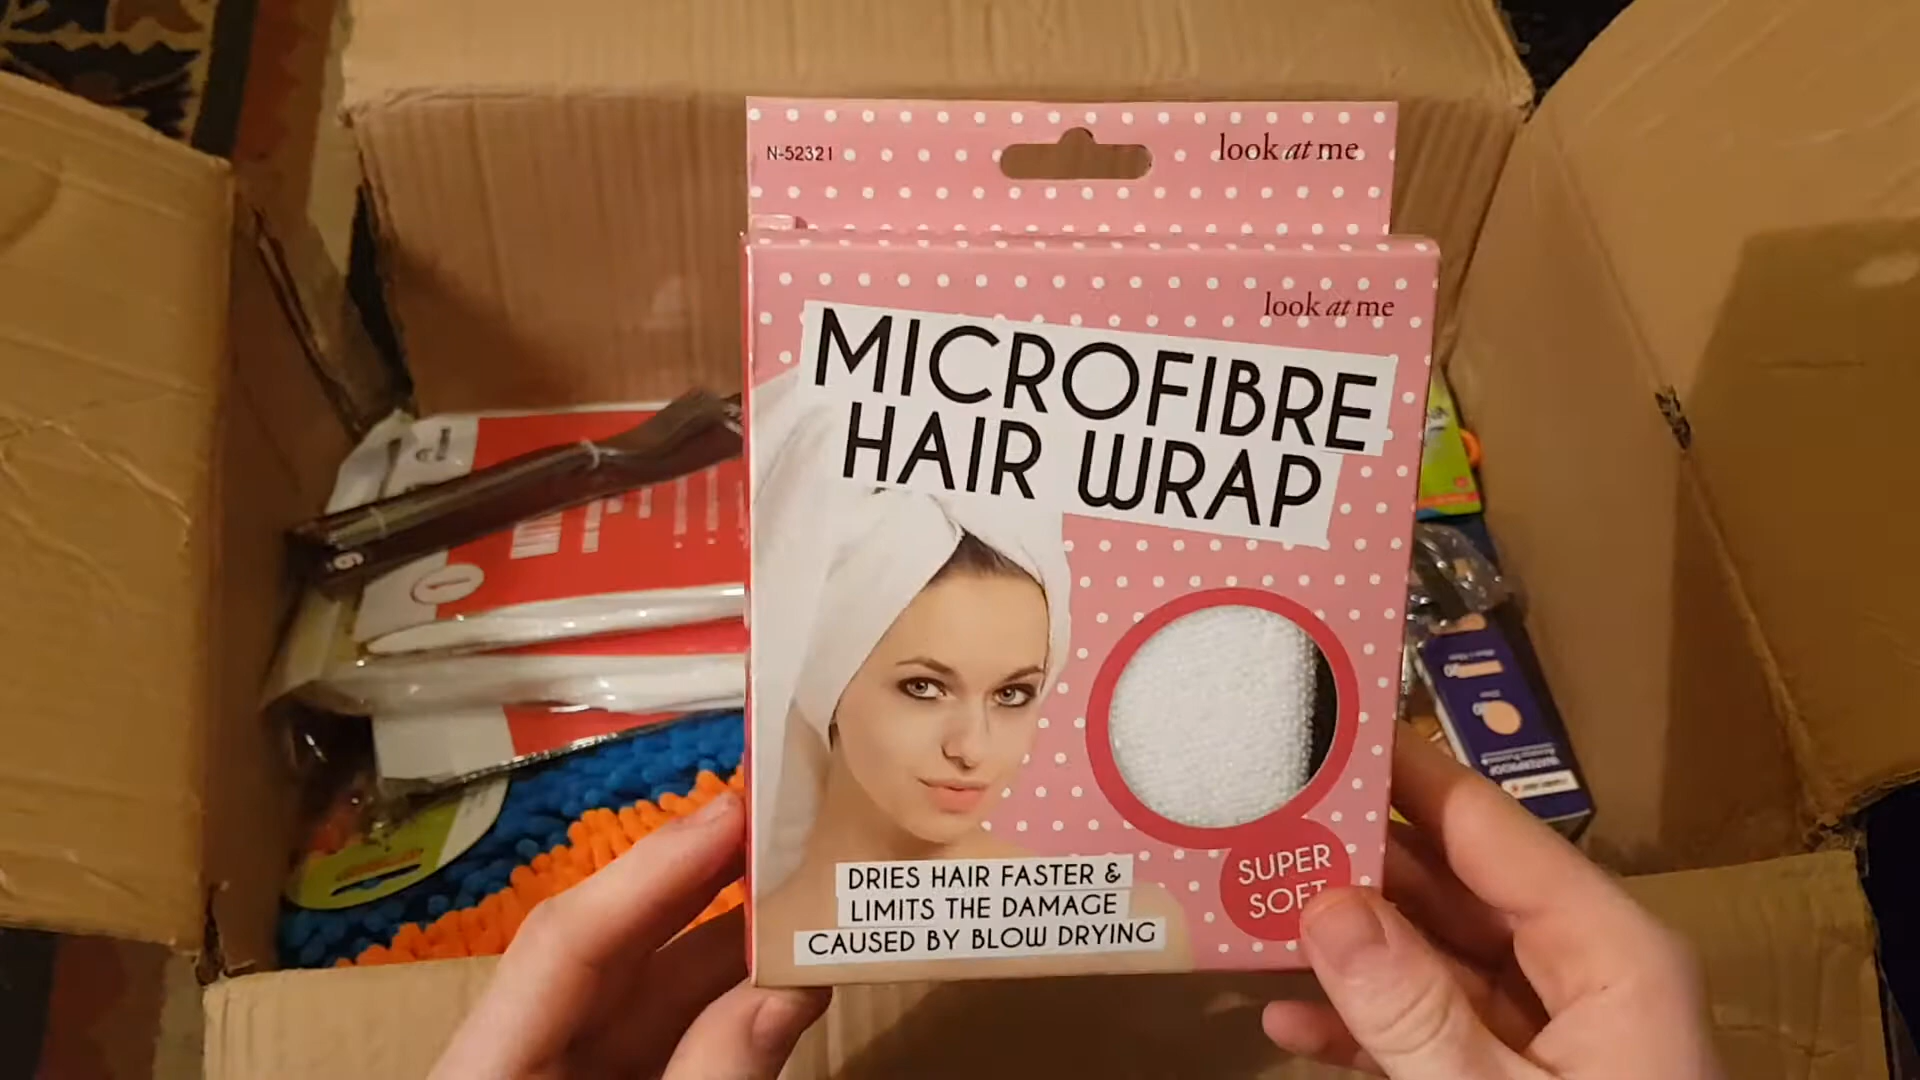 N-52321
look at me
look at me
MICROFIBRE
HAIR WRAP
SUPER
SOFT
DRIES HAIR FASTER &
LIMITS THE DAMAGE
CAUSED BY BLOW DRYING
WATERPROOF